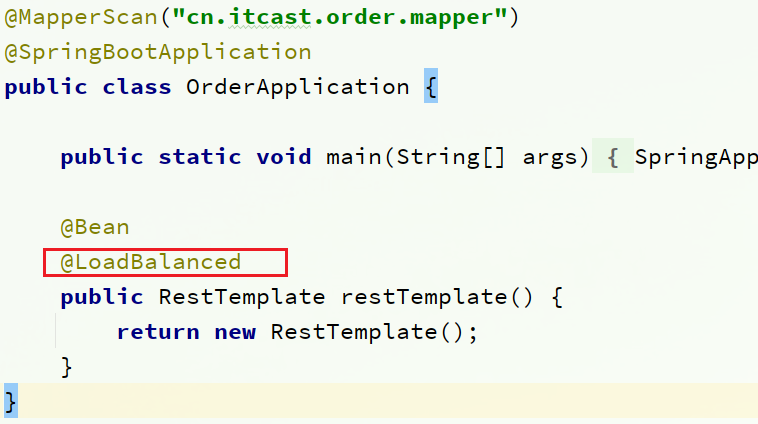 @MapperScan("cn.itcast.order.mapper")
@SpringBootApplication
public class OrderApplication {
public static void main(String[] args) { SpringApp
@Bean
@LoadBalanced
public RestTemplate restTemplate() {
return new RestTemplate();
}
}